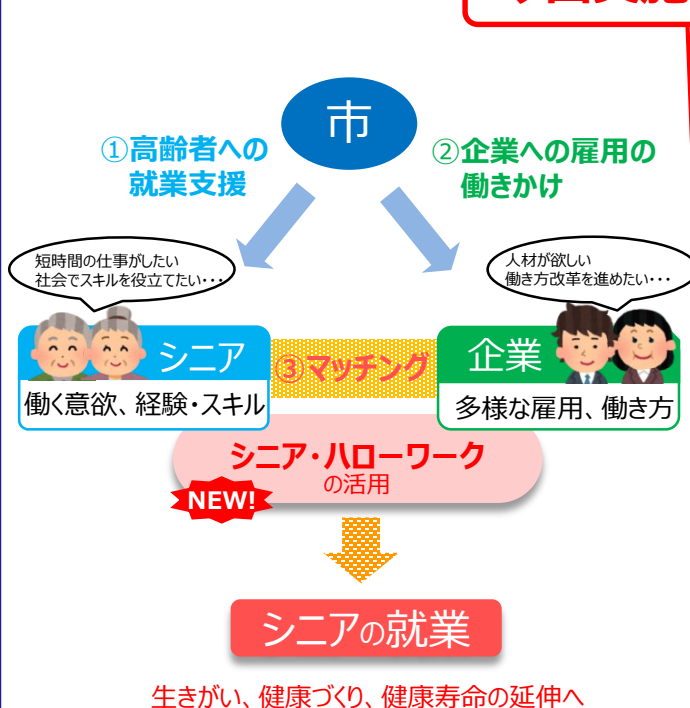 市
①高齢者への
就業支援
②企業への雇用の
働きかけ
短時間の仕事がしたい
社会でスキルを役立てたい・・・
人材が欲しい
働き方改革を進めたい・・・
シニア
働く意欲、経験・スキル
③マッチング
企業
多様な雇用、働き方
シニア・ハローワーク
の活用
NEW!
シニアの就業
生きがい、健康づくり、健康寿命の延伸へ